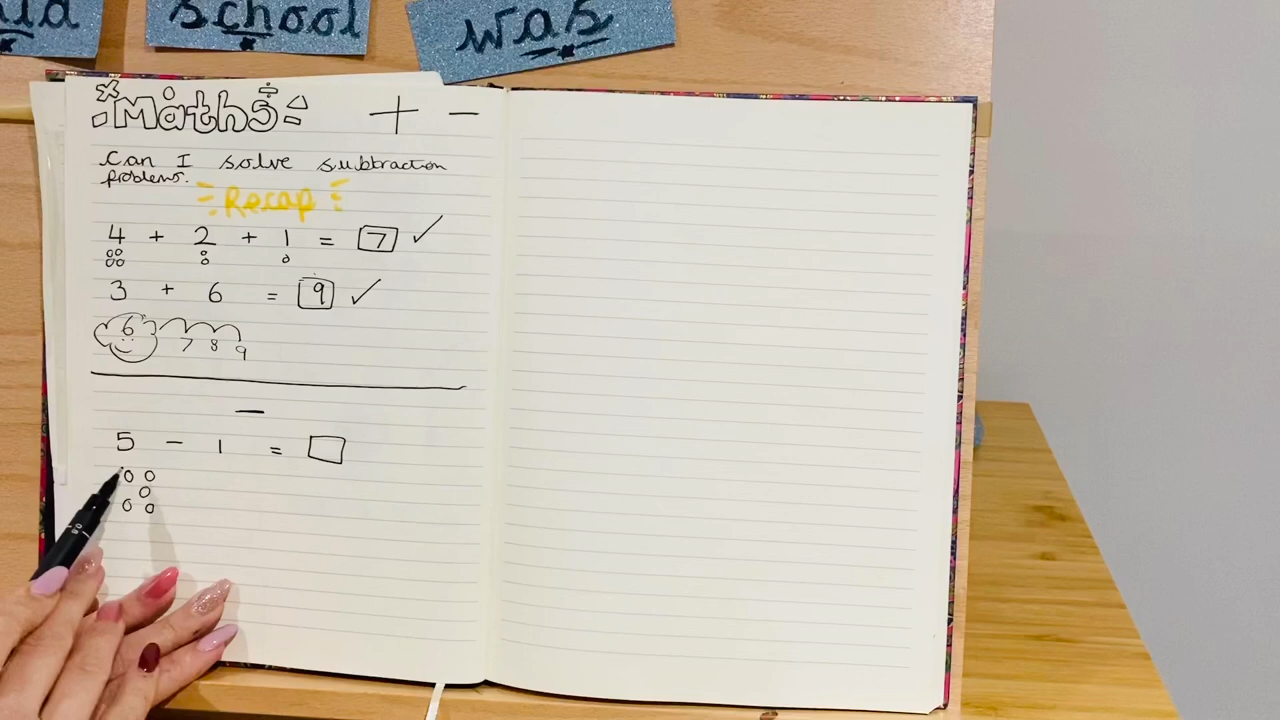 school
was
Maths + -
Can I solve subtraction
problems.
Recap
4 + 2 + 1 = 7 ✓
3 + 6 = 9 ✓
6 7 8 9
-
5 - 1 = □